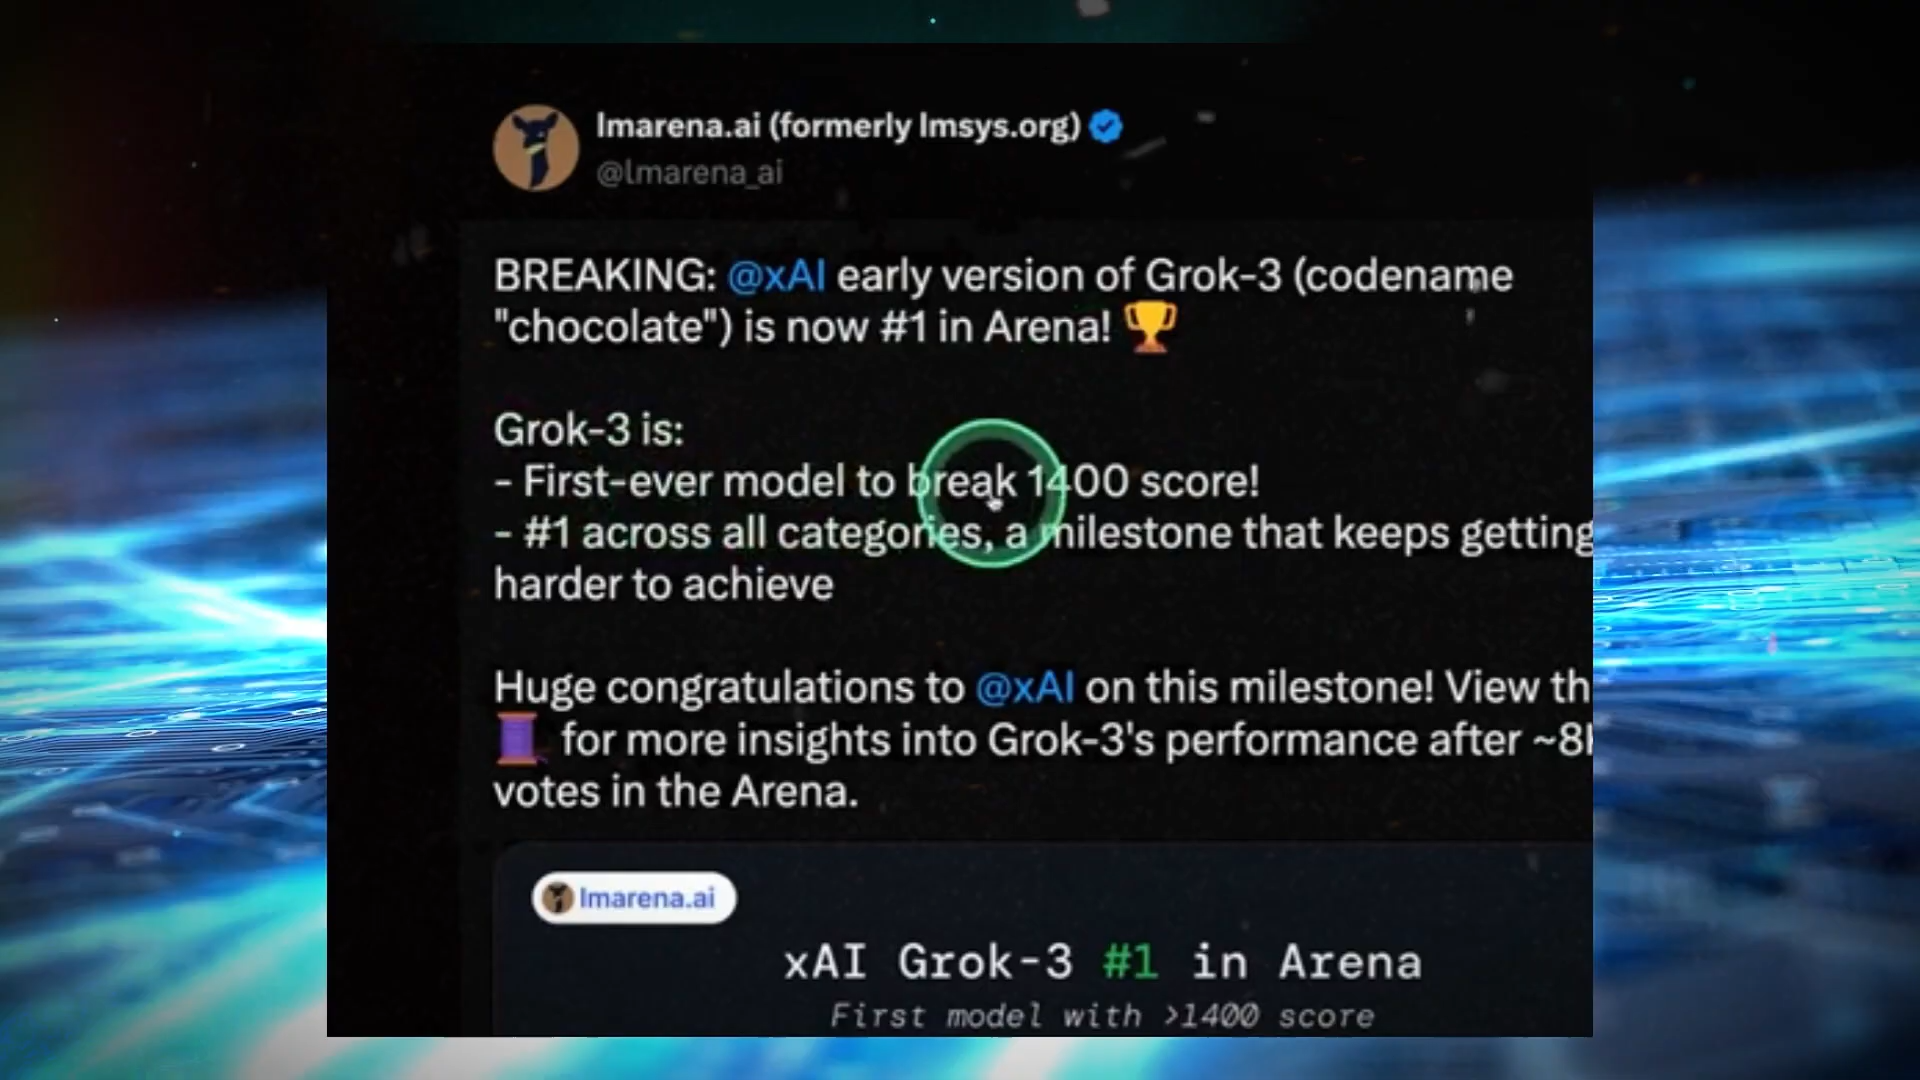 lmarena.ai (formerly lmsys.org)
@lmarena_ai
BREAKING: @xAI early version of Grok-3 (codename
"chocolate") is now #1 in Arena! 🏆
Grok-3 is:
- First-ever model to break 1400 score!
- #1 across all categories, a milestone that keeps getting
harder to achieve
Huge congratulations to @xAI on this milestone! View th
🧵 for more insights into Grok-3's performance after ~8
votes in the Arena.
lmarena.ai
xAI Grok-3 #1 in Arena
First model with >1400 score